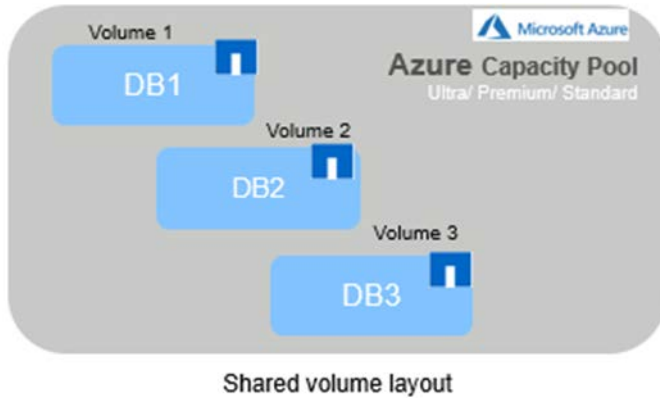 Microsoft Azure
Volume 1
Azure Capacity Pool
DB1
Ultra/ Premium/ Standard
Volume 2
DB2
Volume 3
DB3
Shared volume layout